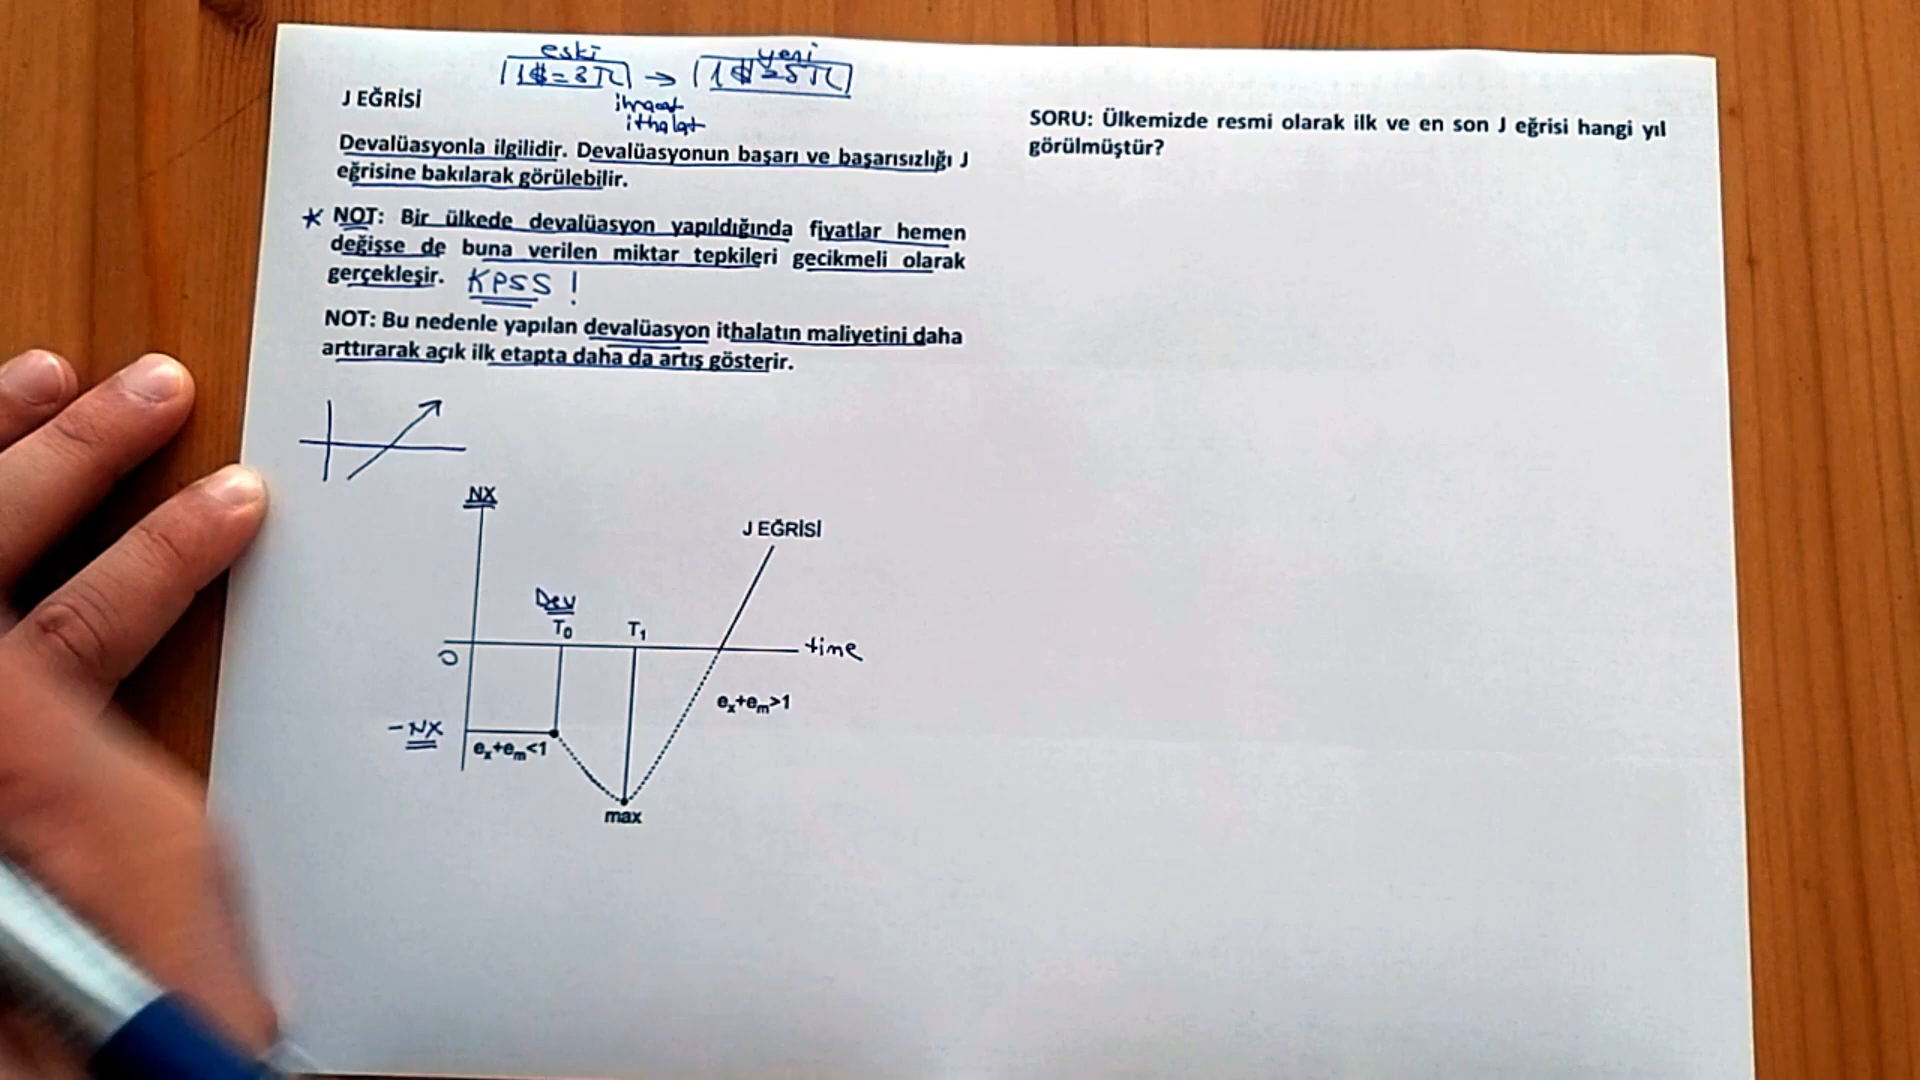 eski
1$=3TL → 1$=5TL
yeni
ihracat
ithalat
J EĞRİSİ
Devalüasyonla ilgilidir. Devalüasyonun başarı ve başarısızlığı J
eğrisine bakılarak görülebilir.
NOT: Bir ülkede devalüasyon yapıldığında fiyatlar hemen
değişse de buna verilen miktar tepkileri gecikmeli olarak
gerçekleşir. KPSS !
NOT: Bu nedenle yapılan devalüasyon ithalatın maliyetini daha
arttırarak açık ilk etapta daha da artış gösterir.
NX
J EĞRİSİ
Dev
T0
T1
time
0
ex+em>1
-NX
ex+em<1
max
SORU: Ülkemizde resmi olarak ilk ve en son J eğrisi hangi yıl
görülmüştür?